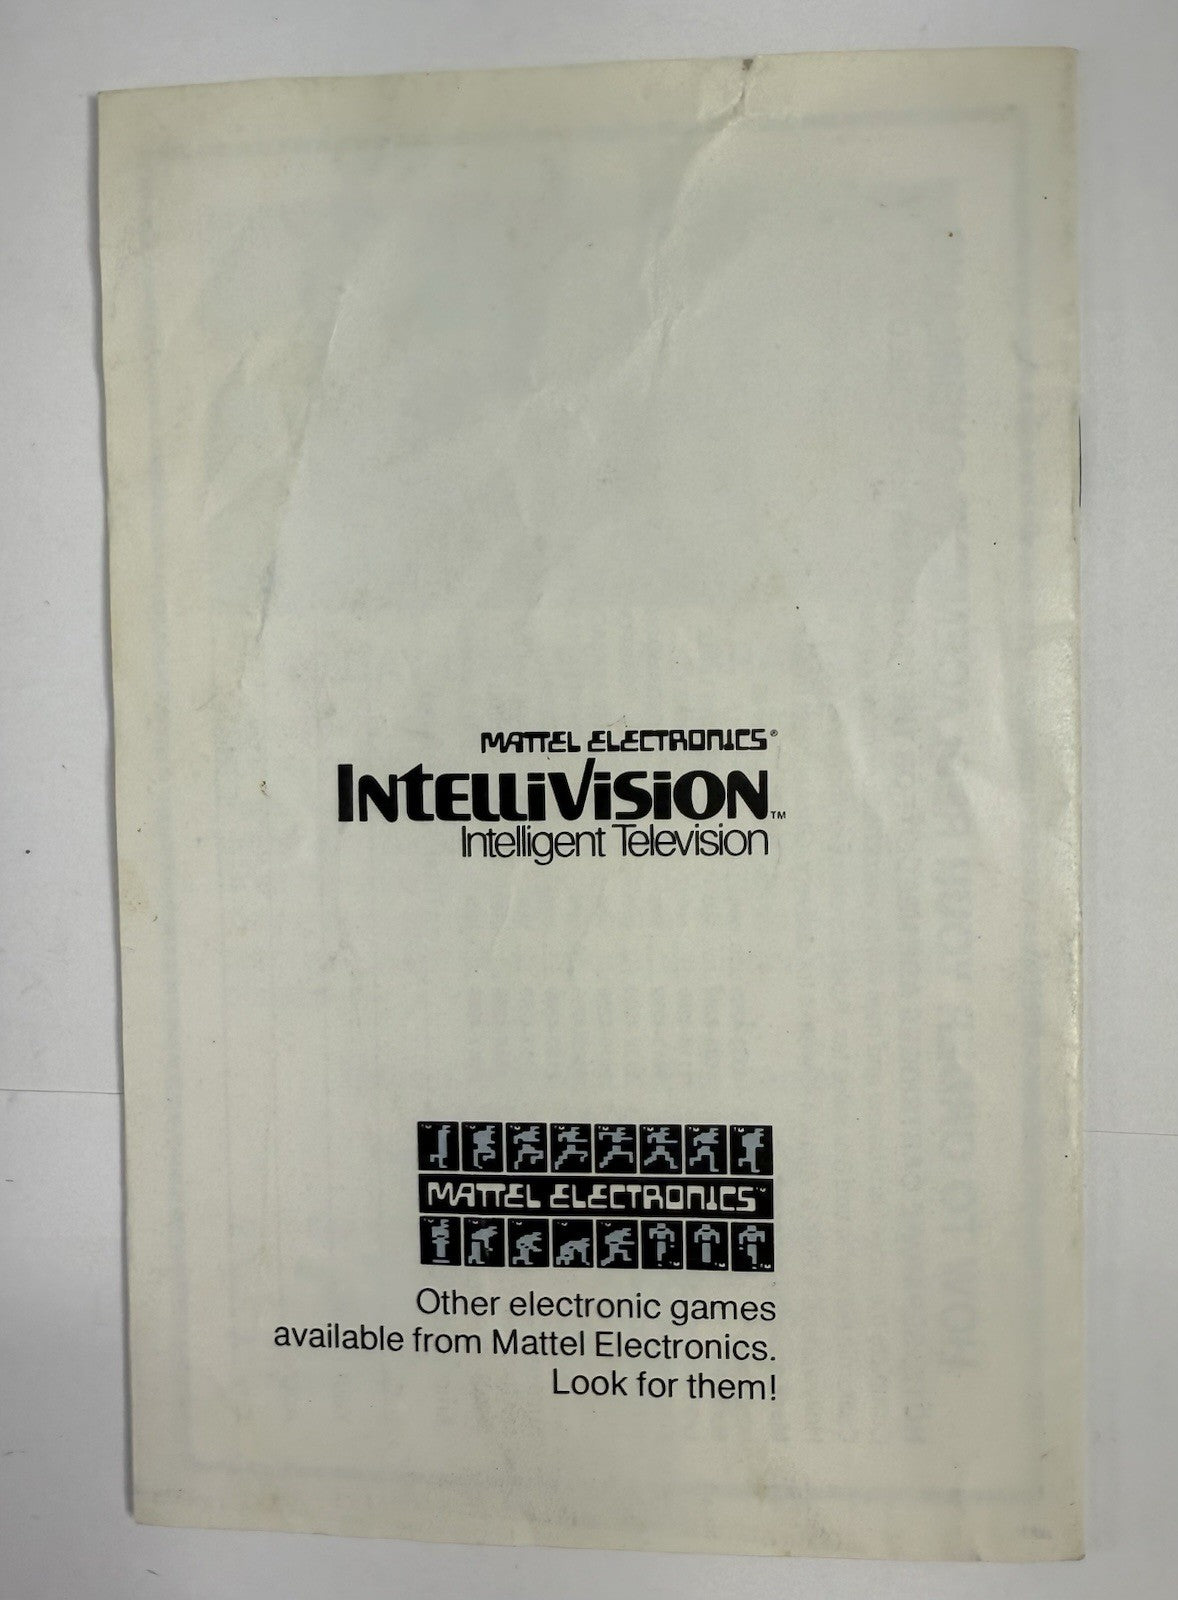 MATTEL ELECTRONICS®
INTELLIVISION™
Intelligent Television
MATTEL ELECTRONICS™
Other electronic games
available from Mattel Electronics.
Look for them!